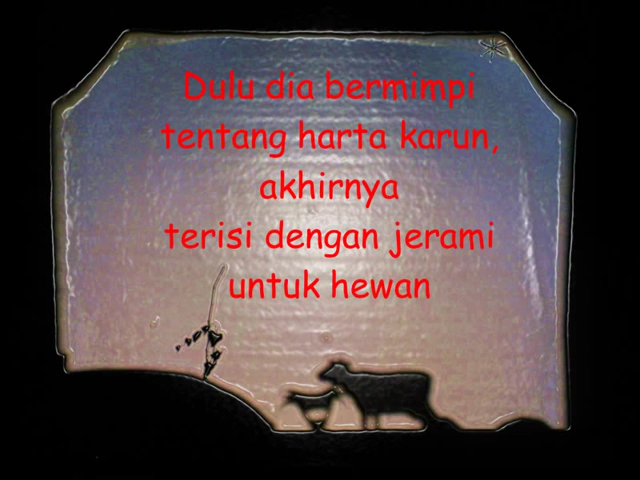 Dulu dia bermimpi
tentang harta karun,
akhirnya
terisi dengan jerami
untuk hewan